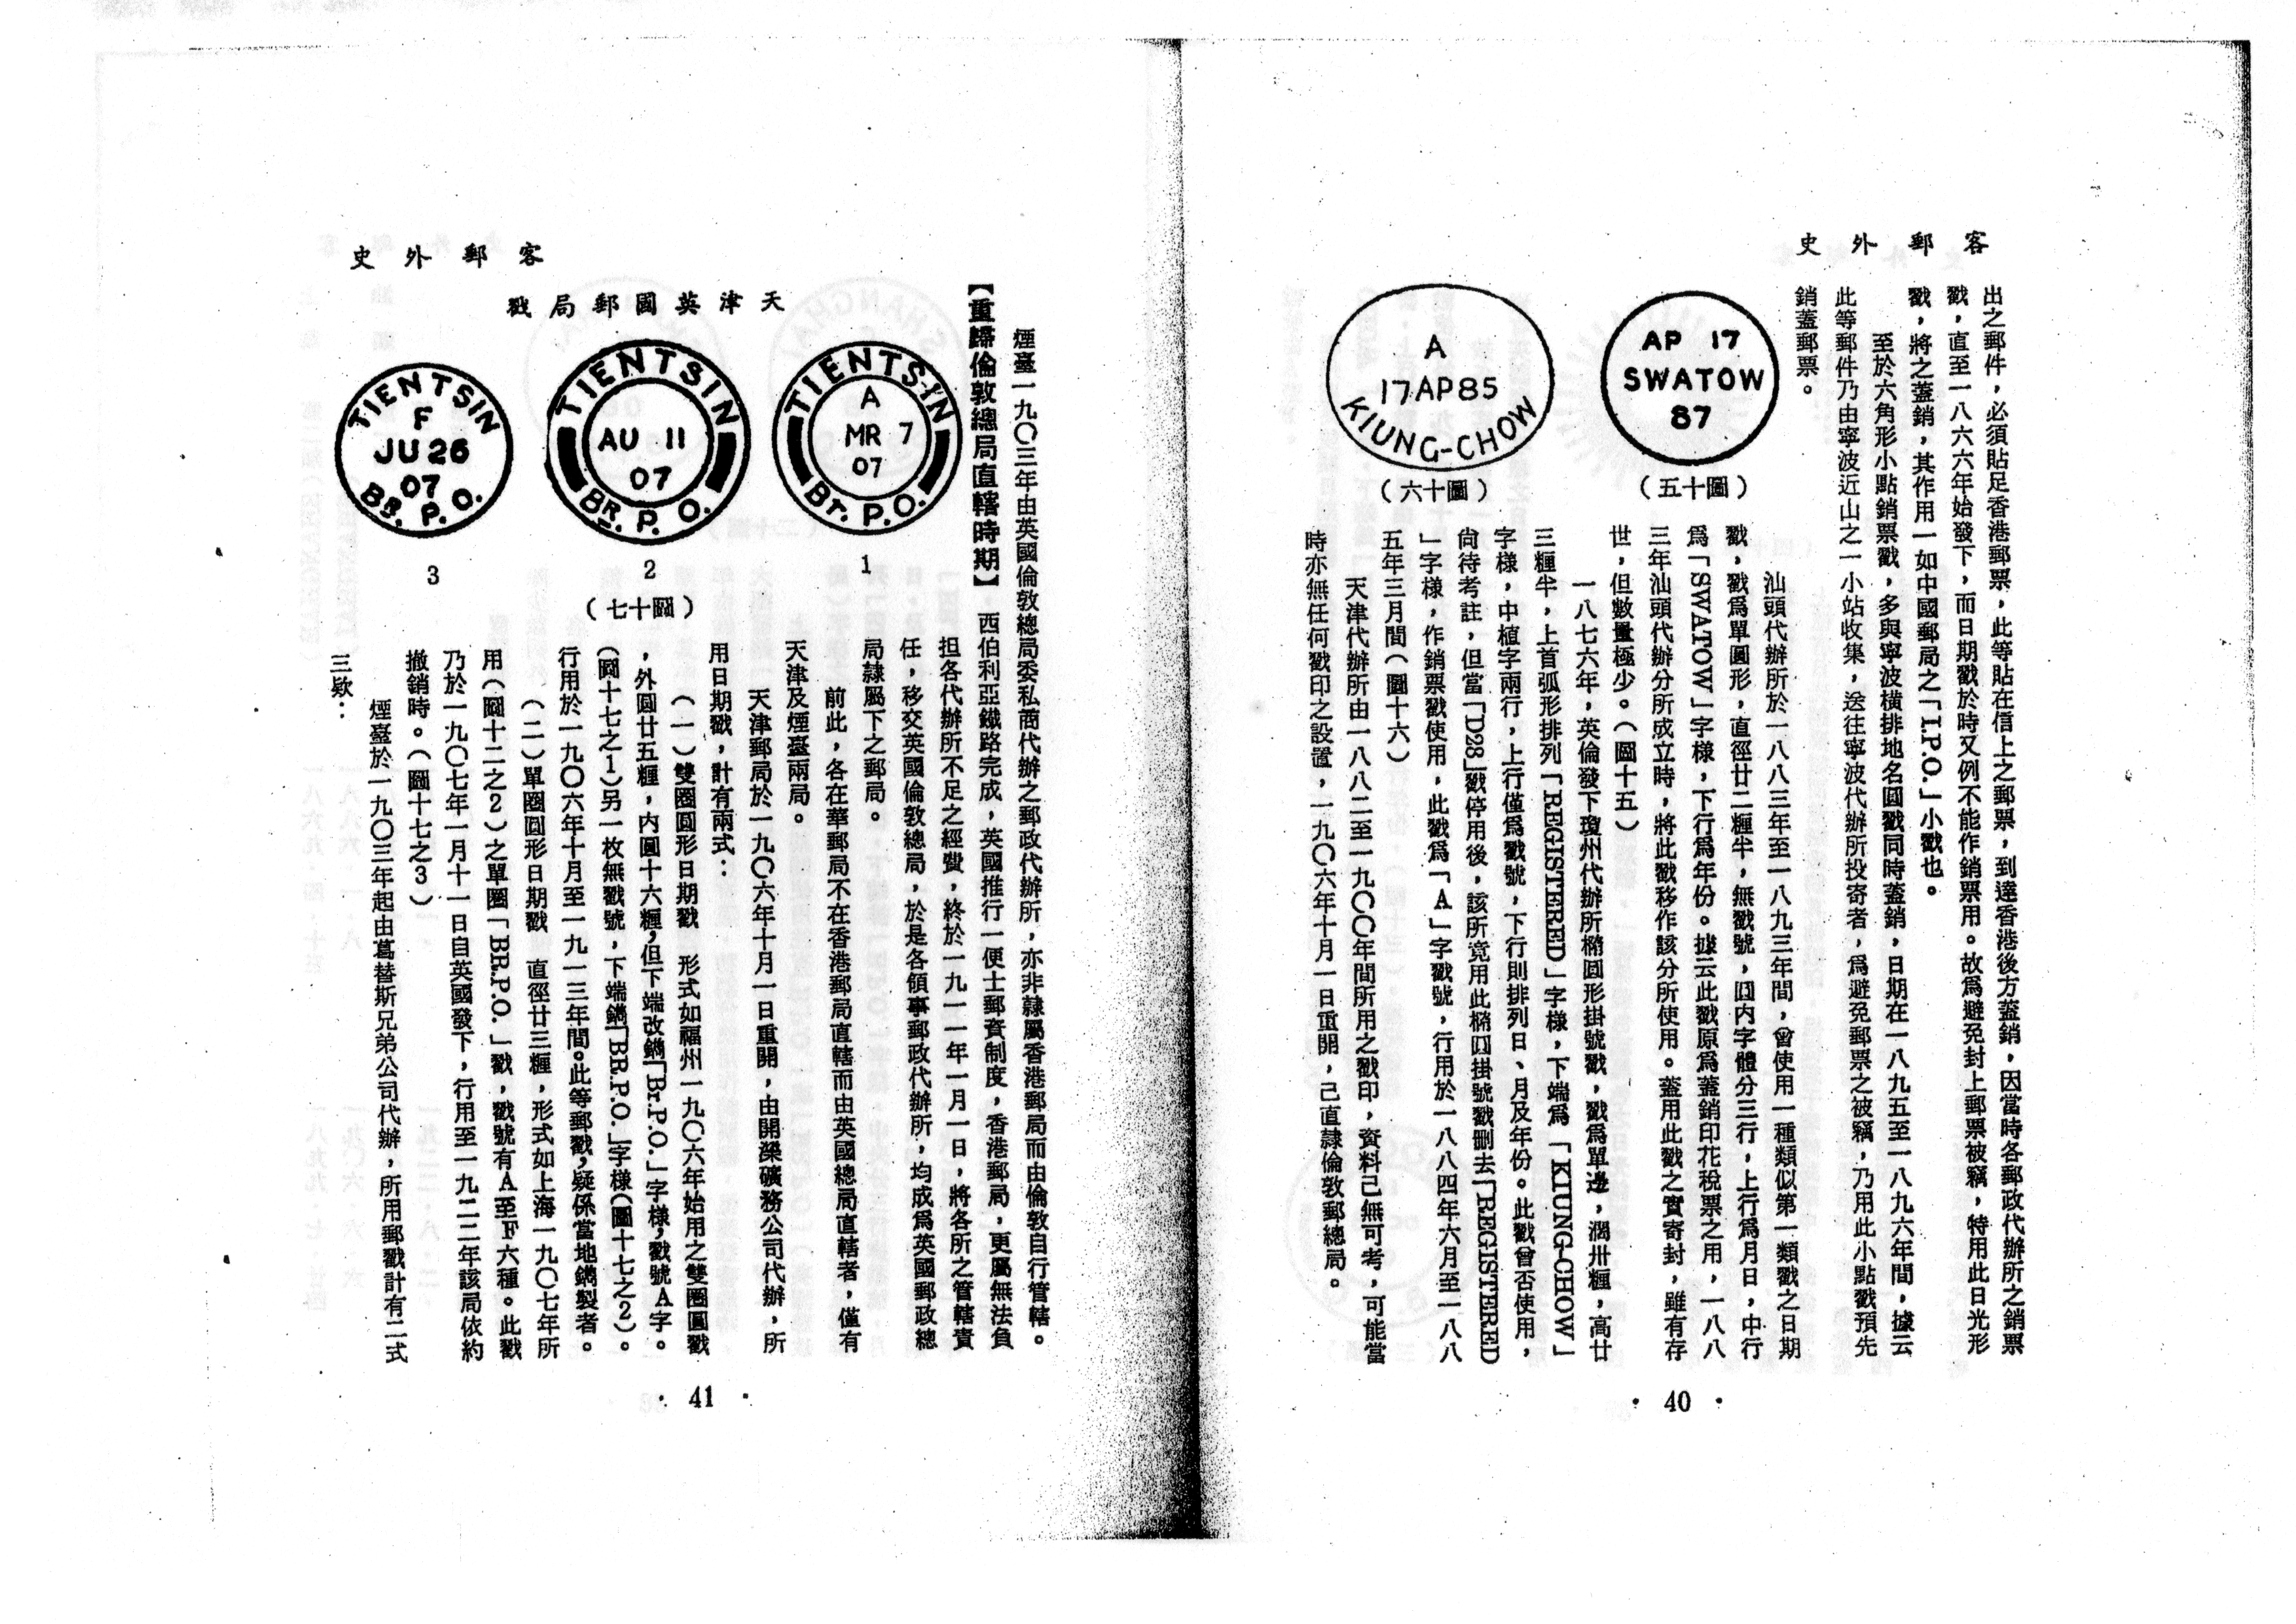 客郵外史
出之郵件，必須貼足香港郵票，此等貼在信上之郵票，到達香港後方蓋銷，因當時各郵政代辦所之銷票
戳，直至一八六六年始發下，而日期戳於時又例不能作銷票用。故爲避免封上郵票被竊，特用此日光形
戳，將之蓋銷，其作用一如中國郵局之「I.P.O.」小戳也。
至於六角形小點銷票戳，多與寧波橫排地名圓戳同時蓋銷，日期在一八九五至一八九六年間，據云
此等郵件乃由寧波近山之一小站收集，送往寧波代辦所投寄者，爲避免郵票之被竊，乃用此小點戳預先
銷蓋郵票。
AP 17
SWATOW
87
（圖十五）
A
17AP85
KIUNG-CHOW
（圖十六）
汕頭代辦所於一八八三年至一八九三年間，曾使用一種類似第一類戳之日期
戳，戳爲單圓形，直徑廿二糎半，無戳號，圓内字體分三行，上行爲月日，中行
爲「SWATOW」字樣，下行爲年份。據云此戳原爲蓋銷印花稅票之用，一八八
三年汕頭代辦分所成立時，將此戳移作該分所使用。蓋用此戳之實寄封，雖有存
世，但數量極少。（圖十五）
一八七六年，英倫發下瓊州代辦所橢圓形掛號戳，戳爲單邊，濶卅糎，高廿
三糎半，上首弧形排列「REGISTERED」字樣，下端爲「KIUNG-CHOW」
字樣，中植字兩行，上行僅爲戳號，下行則排列日、月及年份。此戳曾否使用，
尙待考註，但當「D28」戳停用後，該所竟用此橢圓掛號戳刪去「REGISTERED
」字樣，作銷票戳使用，此戳爲「A」字戳號，行用於一八八四年六月至一八八
五年三月間（圖十六）
天津代辦所由一八八二至一九〇〇年間所用之戳印，資料己無可考，可能當
時亦無任何戳印之設置，一九〇六年十月一日重開，己直隸倫敦郵總局。
· 40 ·
客郵外史
煙臺一九〇三年由英國倫敦總局委私商代辦之郵政代辦所，亦非隸屬香港郵局而由倫敦自行管轄。
【重歸倫敦總局直轄時期】　西伯利亞鐵路完成，英國推行一便士郵資制度，香港郵局，更屬無法負
担各代辦所不足之經費，終於一九一一年一月一日，將各所之管轄責
任，移交英國倫敦總局，於是各領事郵政代辦所，均成爲英國郵政總
局隸屬下之郵局。
前此，各在華郵局不在香港郵局直轄而由英國總局直轄者，僅有
天津及煙臺兩局。
天津郵局於一九〇六年十月一日重開，由開灤礦務公司代辦，所
用日期戳，計有兩式：
（一）雙圈圓形日期戳　形式如福州一九〇六年始用之雙圈圓戳
，外圓廿五糎，内圓十六糎，但下端改鐫「Br.P.O.」字樣，戳號A字。
（圖十七之1）另一枚無戳號，下端鐫「BR.P.O.」字樣（圖十七之2）。
行用於一九〇六年十月至一九一三年間。此等郵戳，疑係當地鐫製者。
（二）單圈圓形日期戳　直徑廿三糎，形式如上海一九〇七年所
用（圖十二之2）之單圈「BR.P.O.」戳，戳號有A至F六種。此戳
乃於一九〇七年一月十一日自英國發下，行用至一九二二年該局依約
撤銷時。（圖十七之3）
煙臺於一九〇三年起由葛替斯兄弟公司代辦，所用郵戳計有二式
三欵：
天津英國郵局戳
TIENTSIN
A
MR 7
07
Br. P.O.
1
TIENTSIN
AU 11
07
BR. P. O.
2
TIENTSIN
F
JU 26
07
BR. P. O.
3
（圖十七）
· 41 ·